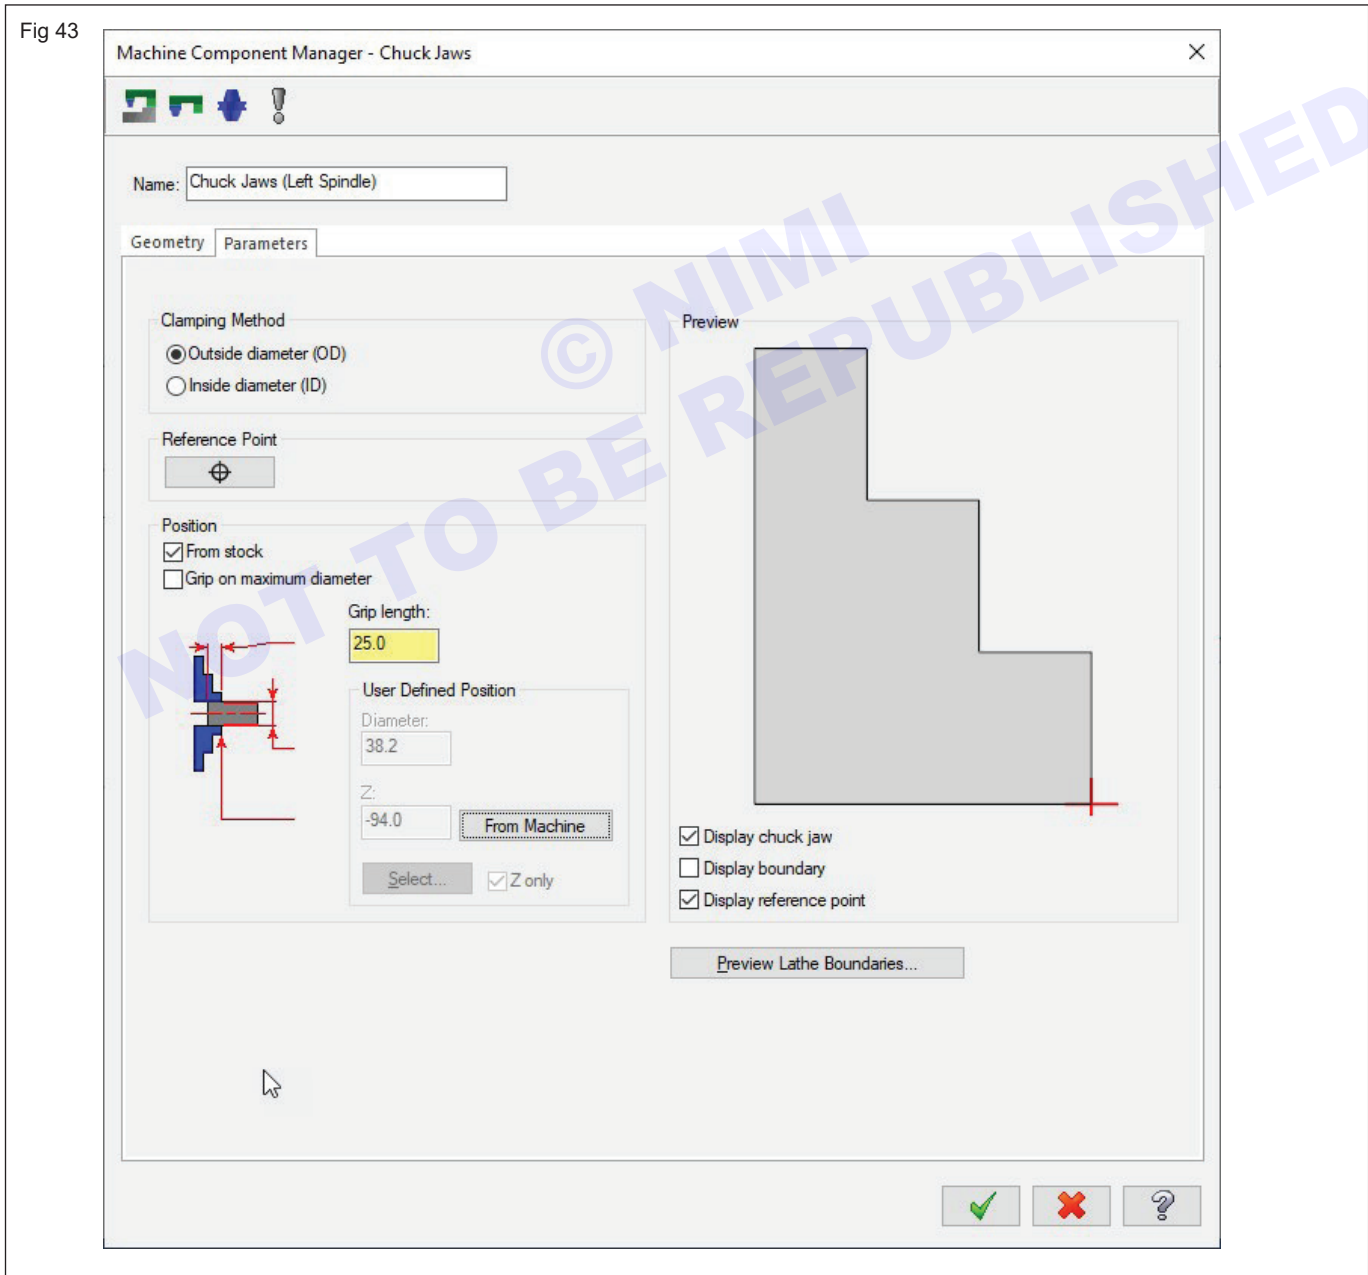 Fig 43
Machine Component Manager - Chuck Jaws
Name: Chuck Jaws (Left Spindle)
Geometry Parameters
Clamping Method
Outside diameter (OD)
Inside diameter (ID)
Reference Point
Position
From stock
Grip on maximum diameter
Grip length:
25.0
User Defined Position
Diameter:
38.2
Z:
-94.0 From Machine
Select... Z only
Preview
Display chuck jaw
Display boundary
Display reference point
Preview Lathe Boundaries...
© NIMI
NOT TO BE REPUBLISHED